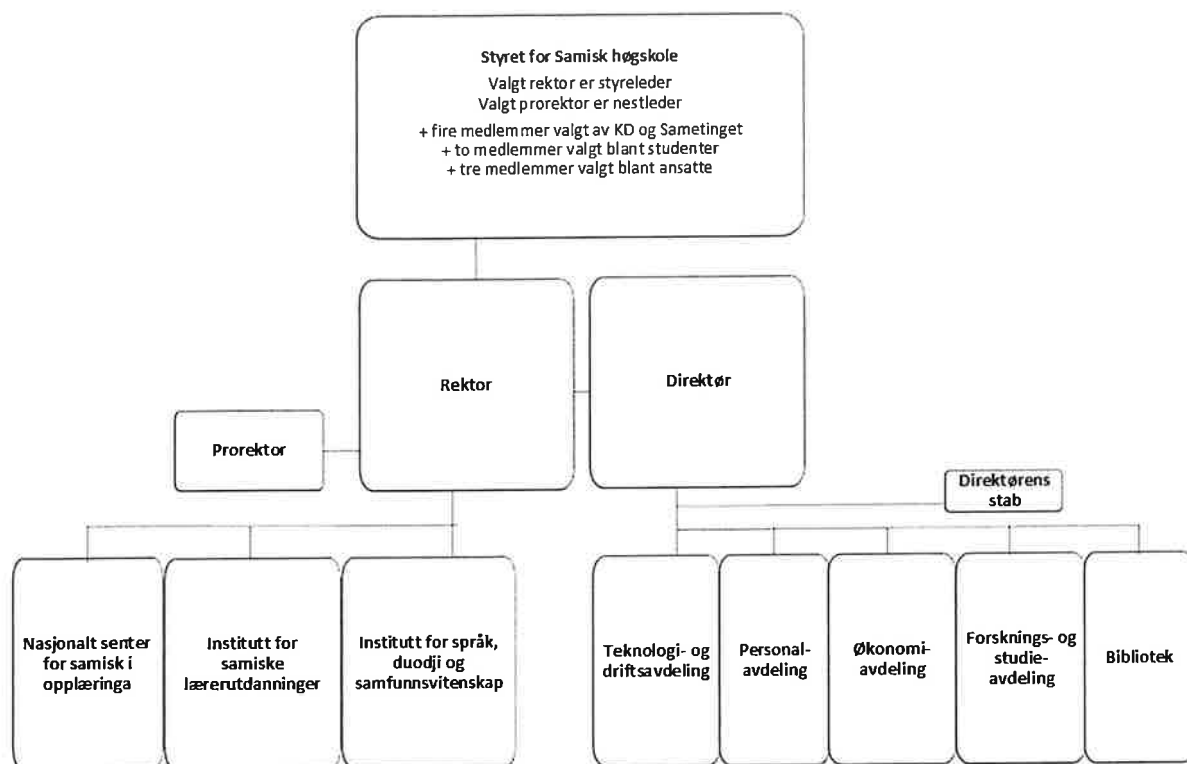 Styret for Samisk høgskole
Valgt rektor er styreleder
Valgt prorektor er nestleder
+ fire medlemmer valgt av KD og Sametinget
+ to medlemmer valgt blant studenter
+ tre medlemmer valgt blant ansatte
Rektor
Direktør
Prorektor
Direktørens
stab
Nasjonalt senter
for samisk i
opplæringa
Institutt for
samiske
lærerutdanninger
Institutt for språk,
duodji og
samfunnsvitenskap
Teknologi- og
driftsavdeling
Personal-
avdeling
Økonomi-
avdeling
Forsknings- og
studie-
avdeling
Bibliotek